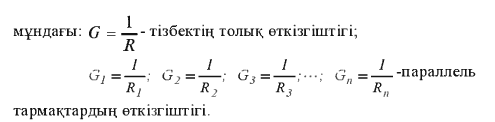 мұндағы: G = 1/R - тізбектің толық өткізгіштігі;
G₁ = 1/R₁; G₂ = 1/R₂; G₃ = 1/R₃; ···; Gₙ = 1/Rₙ -параллель
тармақтардың өткізгіштігі.